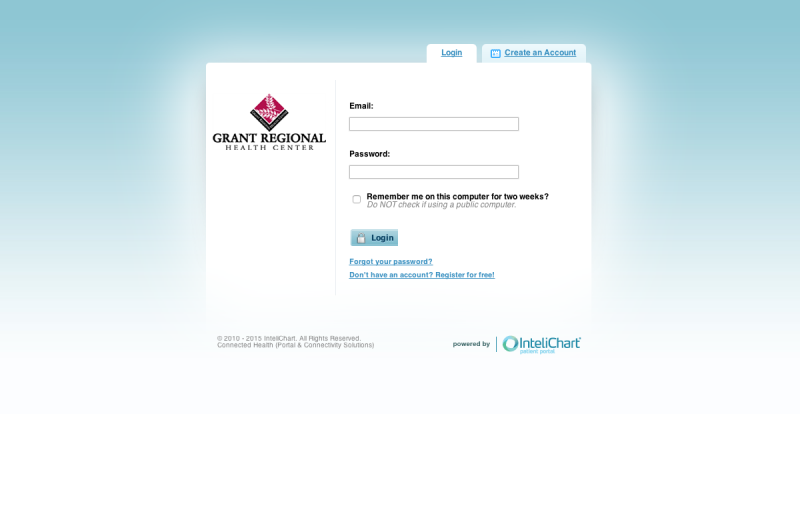 Login
Create an Account
GRANT REGIONAL
HEALTH CENTER
Email:
Password:
Remember me on this computer for two weeks?
Do NOT check if using a public computer.
Login
Forgot your password?
Don't have an account? Register for free!
© 2010 - 2015 InteliChart. All Rights Reserved.
Connected Health (Portal & Connectivity Solutions)
powered by
InteliChart
patient portal